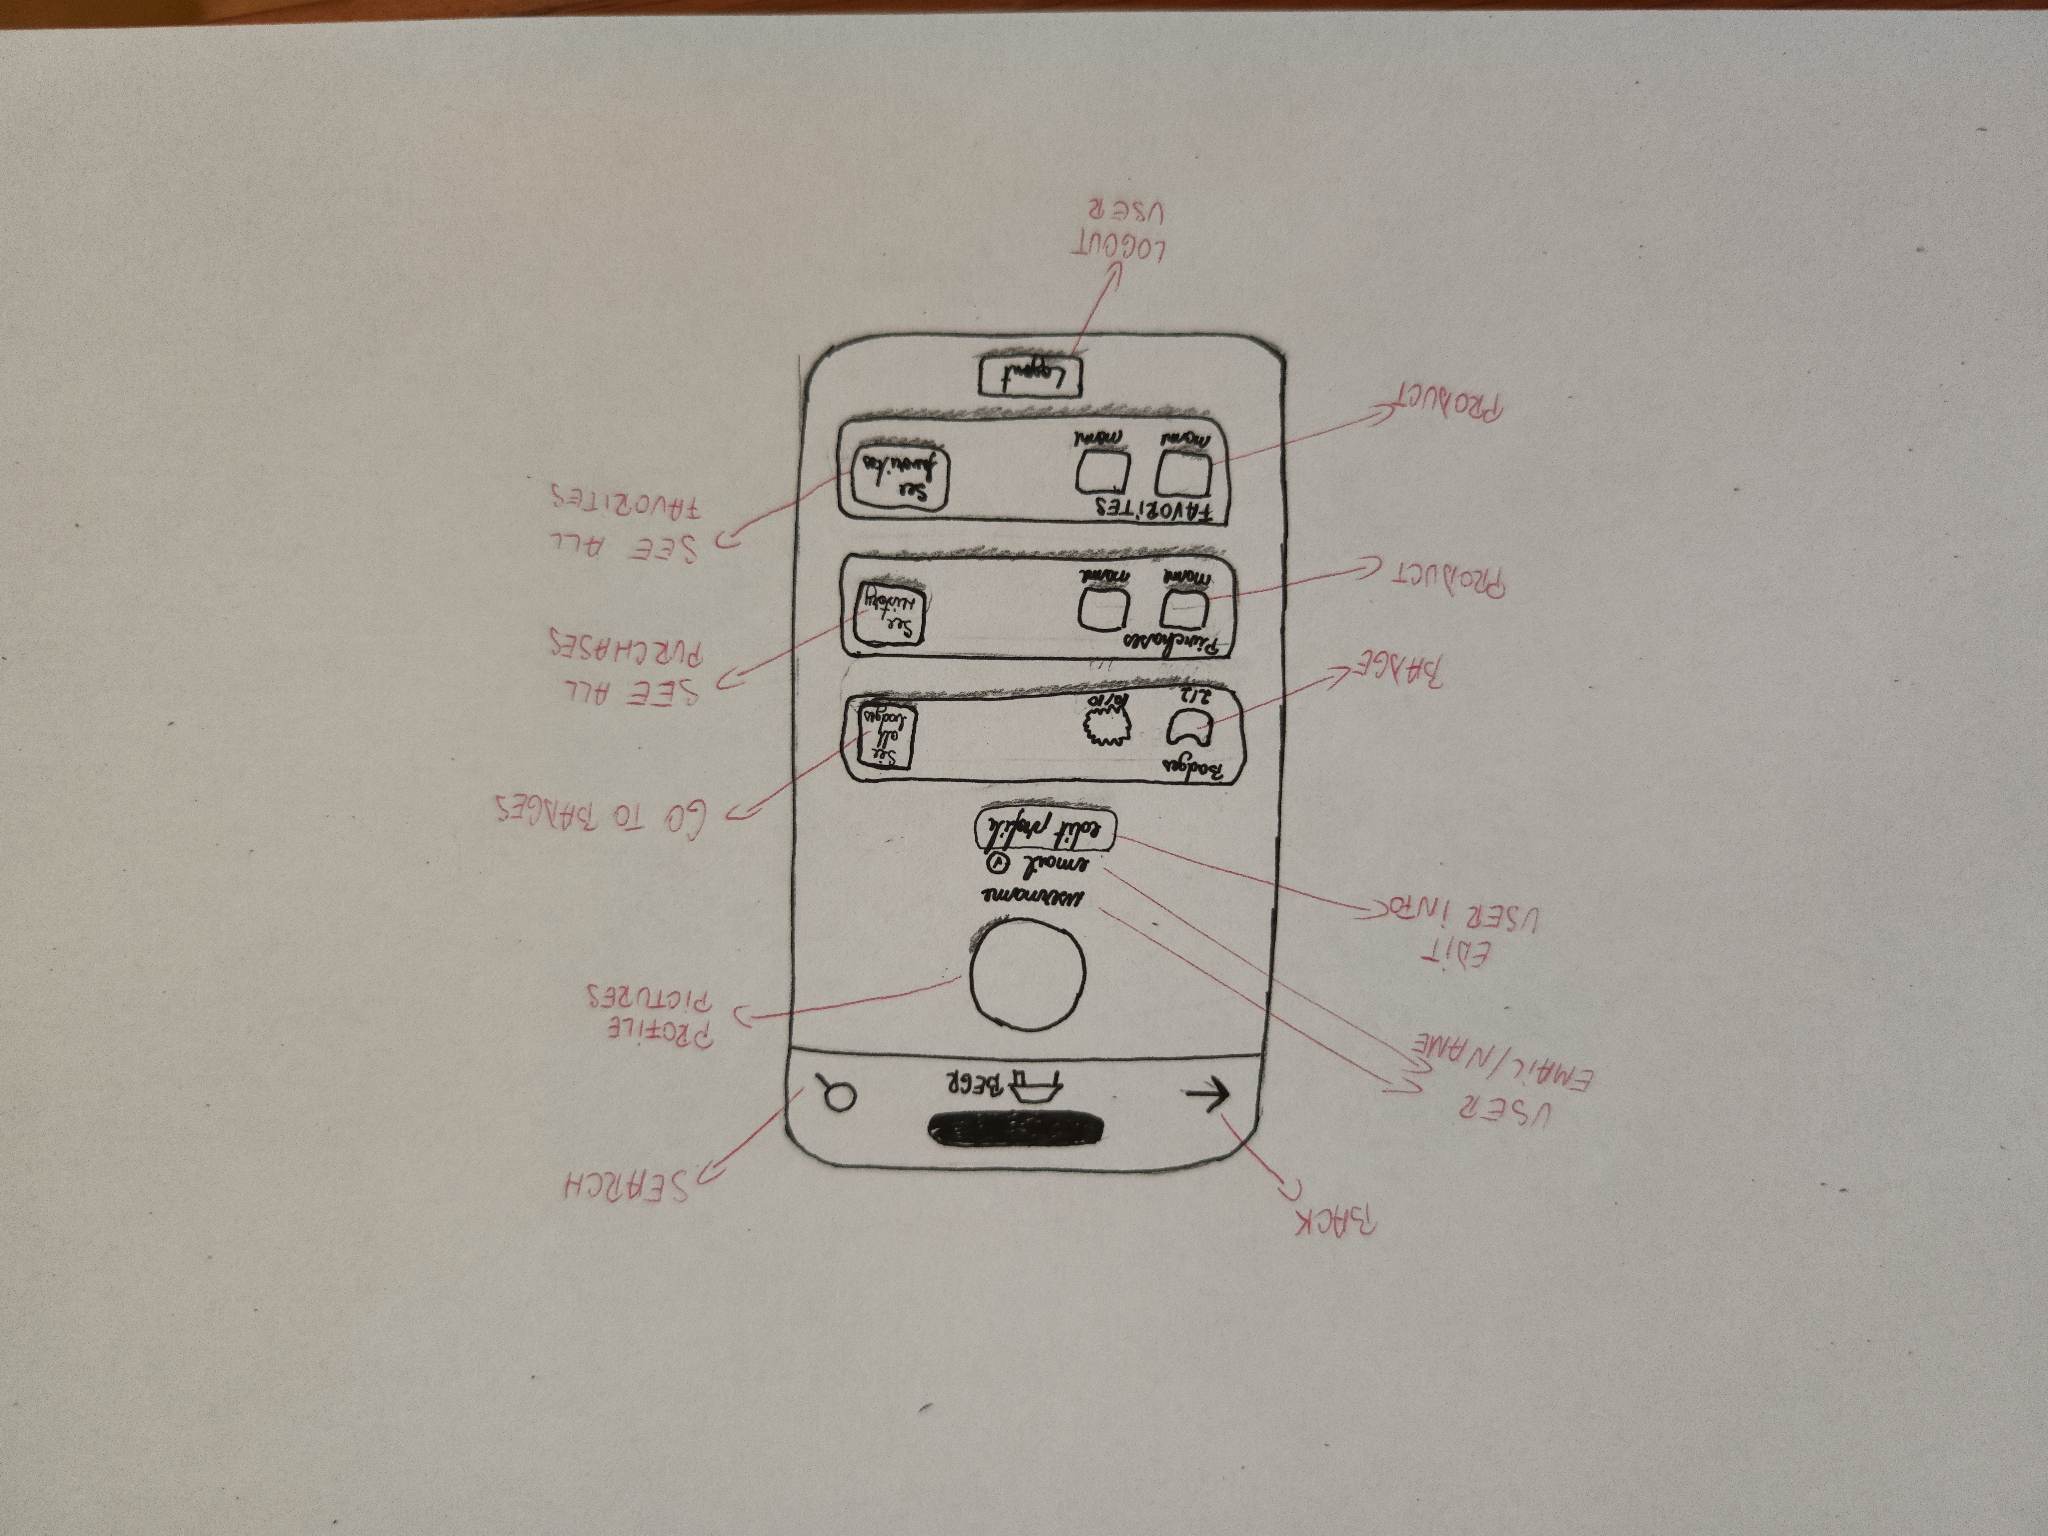 BACK
SEARCH
USER
EMAIL/NAME
BEGR
PROFILE
PICTURES
EDIT
USER INFO
username
email
edit profile
GO TO BADGES
Badges
See
all
badges
2/2
10/10
BADGE
SEE ALL
PURCHASES
Purchases
See
History
name
name
PRODUCT
SEE ALL
FAVORITES
FAVORITES
See
favorites
name
name
PRODUCT
Logout
LOGOUT
USER